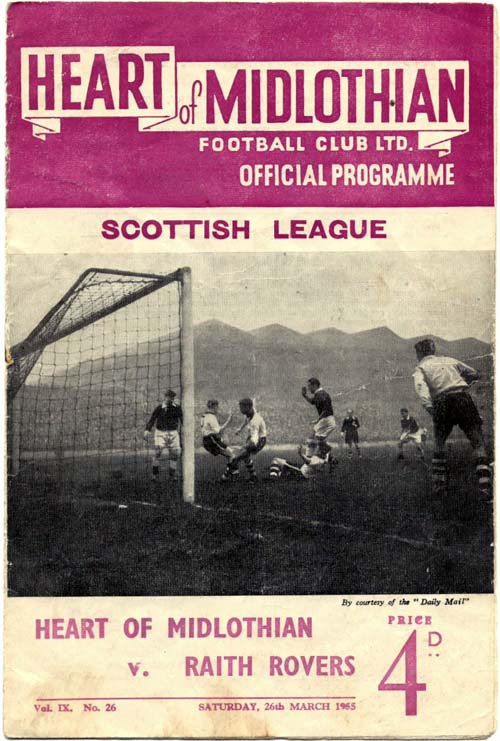 HEART of MIDLOTHIAN
FOOTBALL CLUB LTD.
OFFICIAL PROGRAMME
SCOTTISH LEAGUE
By courtesy of the "Daily Mail"
HEART OF MIDLOTHIAN
v. RAITH ROVERS
PRICE
4D
Vol. IX. No. 26
SATURDAY, 26th MARCH 1955